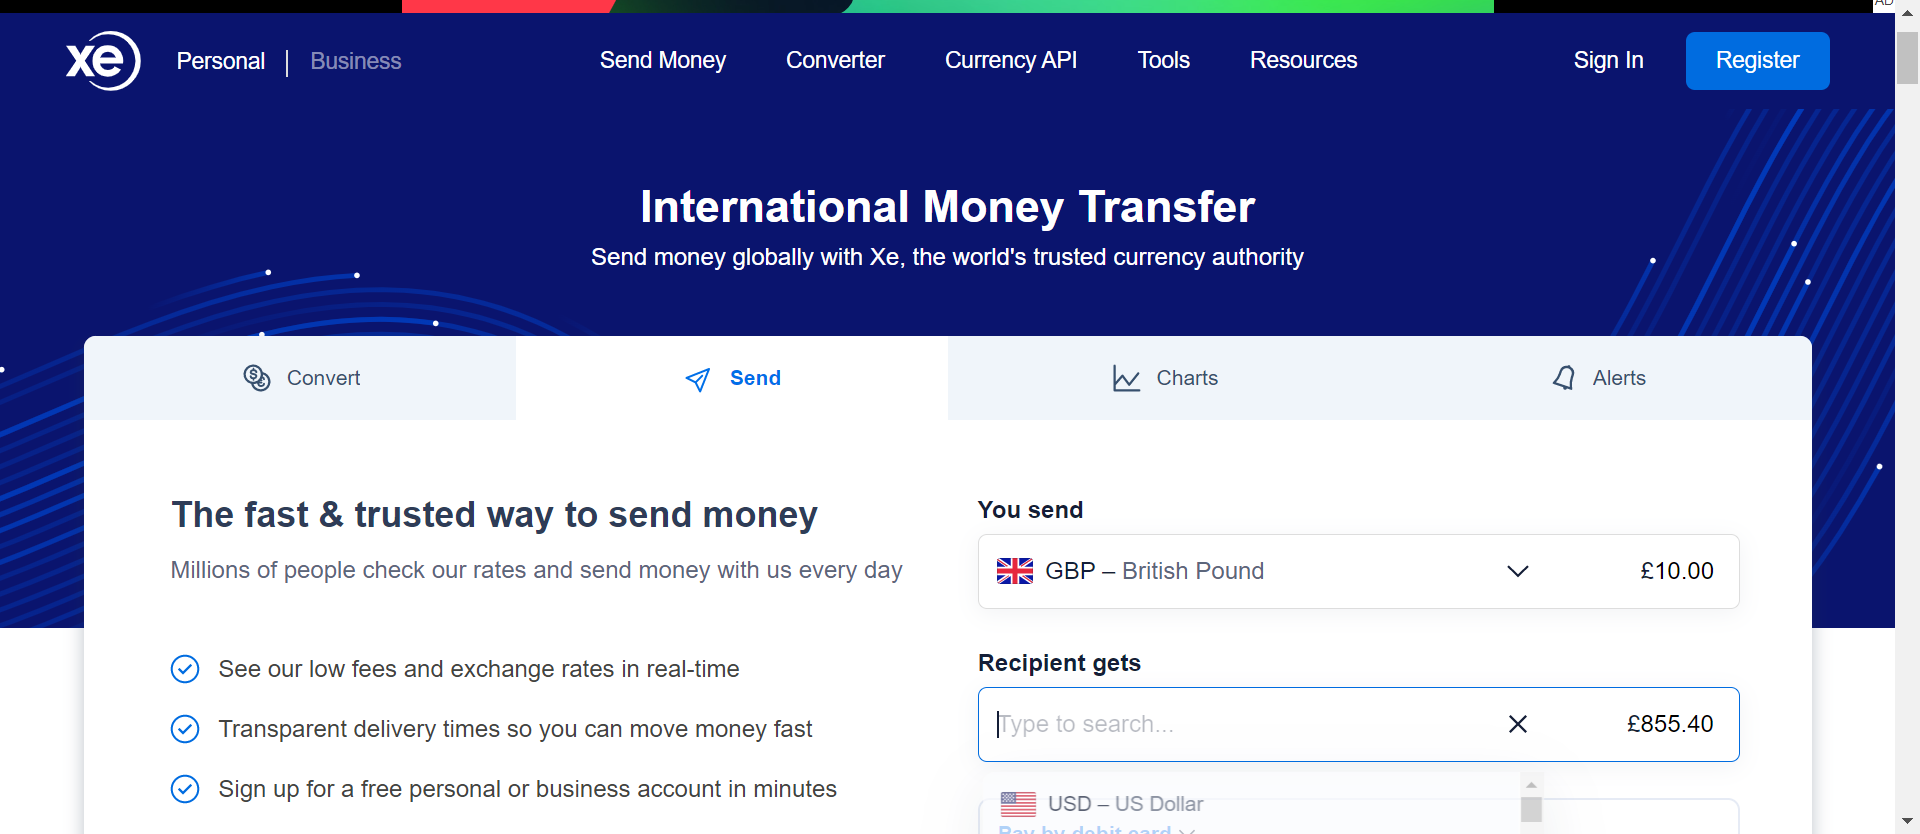 AD
xe Personal | Business Send Money Converter Currency API Tools Resources Sign In Register
International Money Transfer
Send money globally with Xe, the world's trusted currency authority
Convert Send Charts Alerts
The fast & trusted way to send money
Millions of people check our rates and send money with us every day
See our low fees and exchange rates in real-time
Transparent delivery times so you can move money fast
Sign up for a free personal or business account in minutes
You send
GBP – British Pound £10.00
Recipient gets
Type to search... £855.40
USD – US Dollar
Pay by debit card